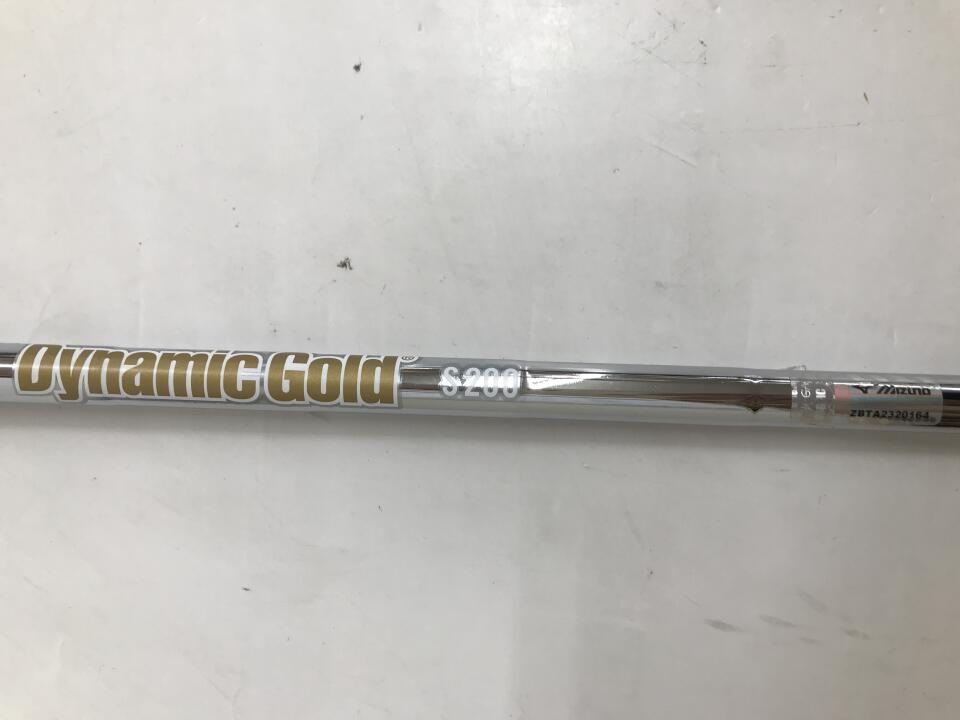 Dynamic Gold®
S200
Mizuno
ZBTA2320164